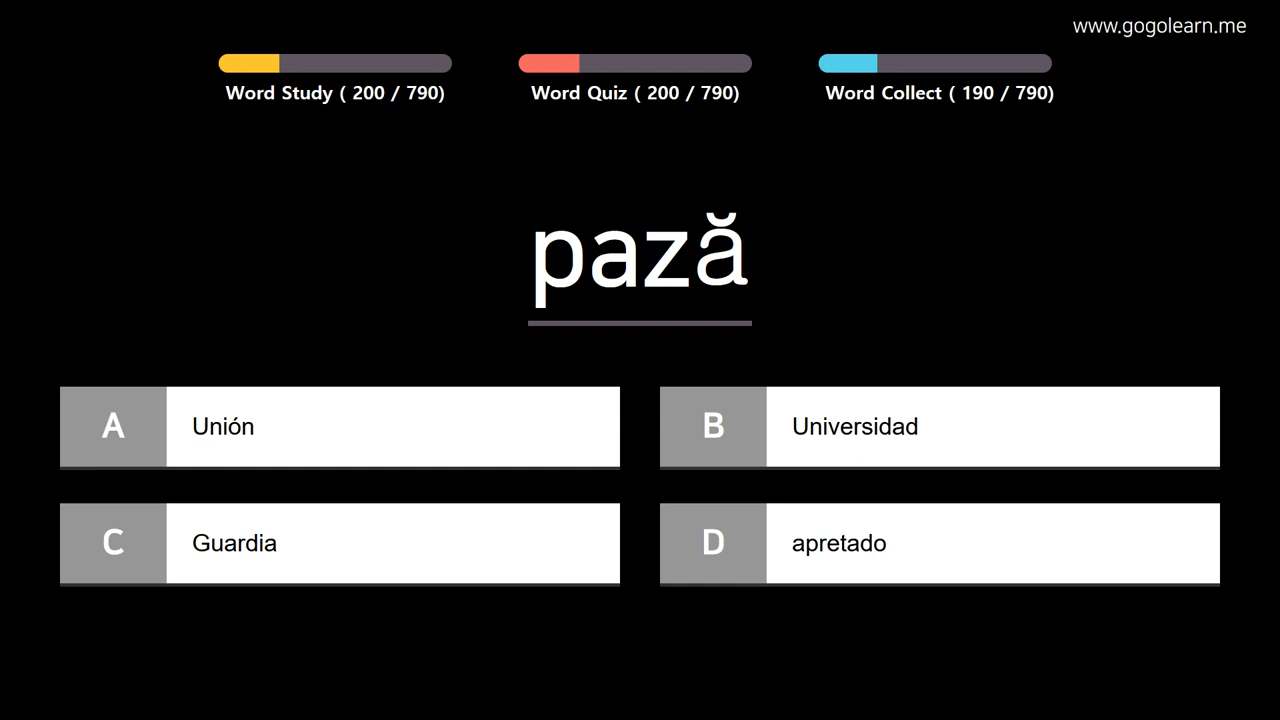 www.gogolearn.me
Word Study ( 200 / 790)
Word Quiz ( 200 / 790)
Word Collect ( 190 / 790)
pază
A Unión
B Universidad
C Guardia
D apretado